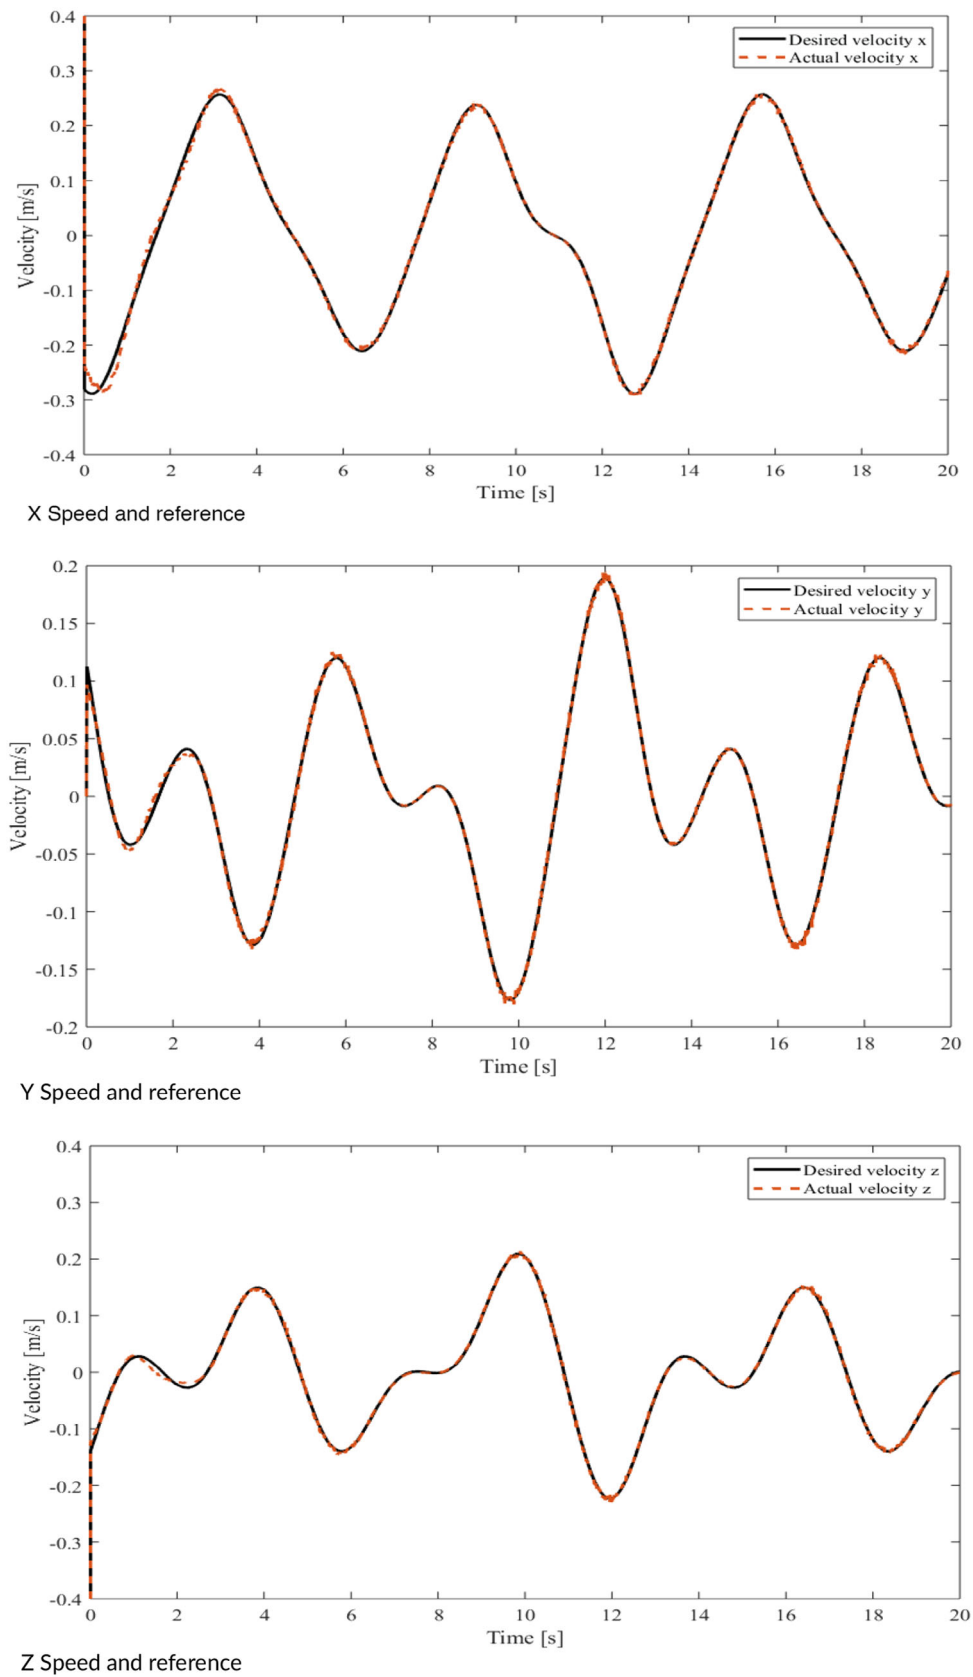 0.4
0.3
0.2
0.1
0
-0.1
-0.2
-0.3
-0.4
Velocity [m/s]
Desired velocity x
Actual velocity x
0 2 4 6 8 10 12 14 16 18 20
Time [s]
X Speed and reference
0.2
0.15
0.1
0.05
0
-0.05
-0.1
-0.15
-0.2
Velocity [m/s]
Desired velocity y
Actual velocity y
0 2 4 6 8 10 12 14 16 18 20
Time [s]
Y Speed and reference
0.4
0.3
0.2
0.1
0
-0.1
-0.2
-0.3
-0.4
Velocity [m/s]
Desired velocity z
Actual velocity z
0 2 4 6 8 10 12 14 16 18 20
Time [s]
Z Speed and reference